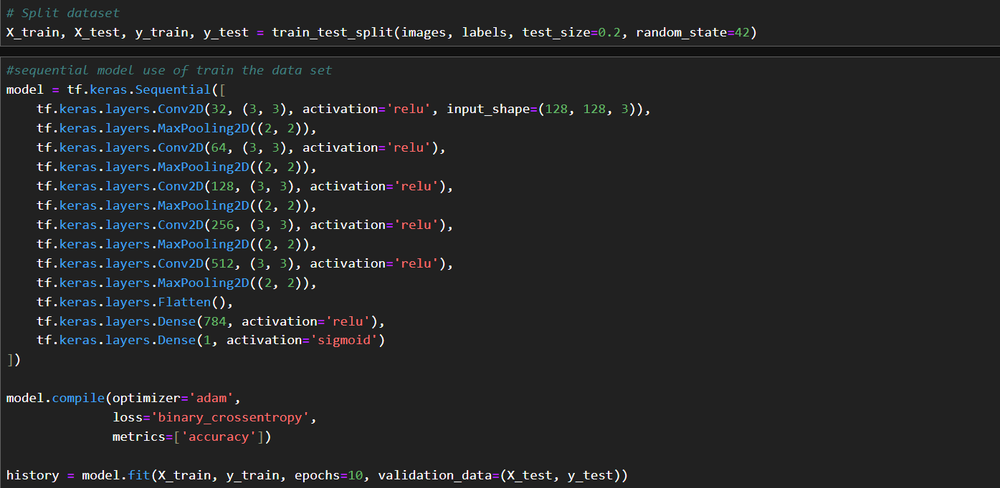 # Split dataset
X_train, X_test, y_train, y_test = train_test_split(images, labels, test_size=0.2, random_state=42)
#sequential model use of train the data set
model = tf.keras.Sequential([
    tf.keras.layers.Conv2D(32, (3, 3), activation='relu', input_shape=(128, 128, 3)),
    tf.keras.layers.MaxPooling2D((2, 2)),
    tf.keras.layers.Conv2D(64, (3, 3), activation='relu'),
    tf.keras.layers.MaxPooling2D((2, 2)),
    tf.keras.layers.Conv2D(128, (3, 3), activation='relu'),
    tf.keras.layers.MaxPooling2D((2, 2)),
    tf.keras.layers.Conv2D(256, (3, 3), activation='relu'),
    tf.keras.layers.MaxPooling2D((2, 2)),
    tf.keras.layers.Conv2D(512, (3, 3), activation='relu'),
    tf.keras.layers.MaxPooling2D((2, 2)),
    tf.keras.layers.Flatten(),
    tf.keras.layers.Dense(784, activation='relu'),
    tf.keras.layers.Dense(1, activation='sigmoid')
])
model.compile(optimizer='adam',
              loss='binary_crossentropy',
              metrics=['accuracy'])
history = model.fit(X_train, y_train, epochs=10, validation_data=(X_test, y_test))